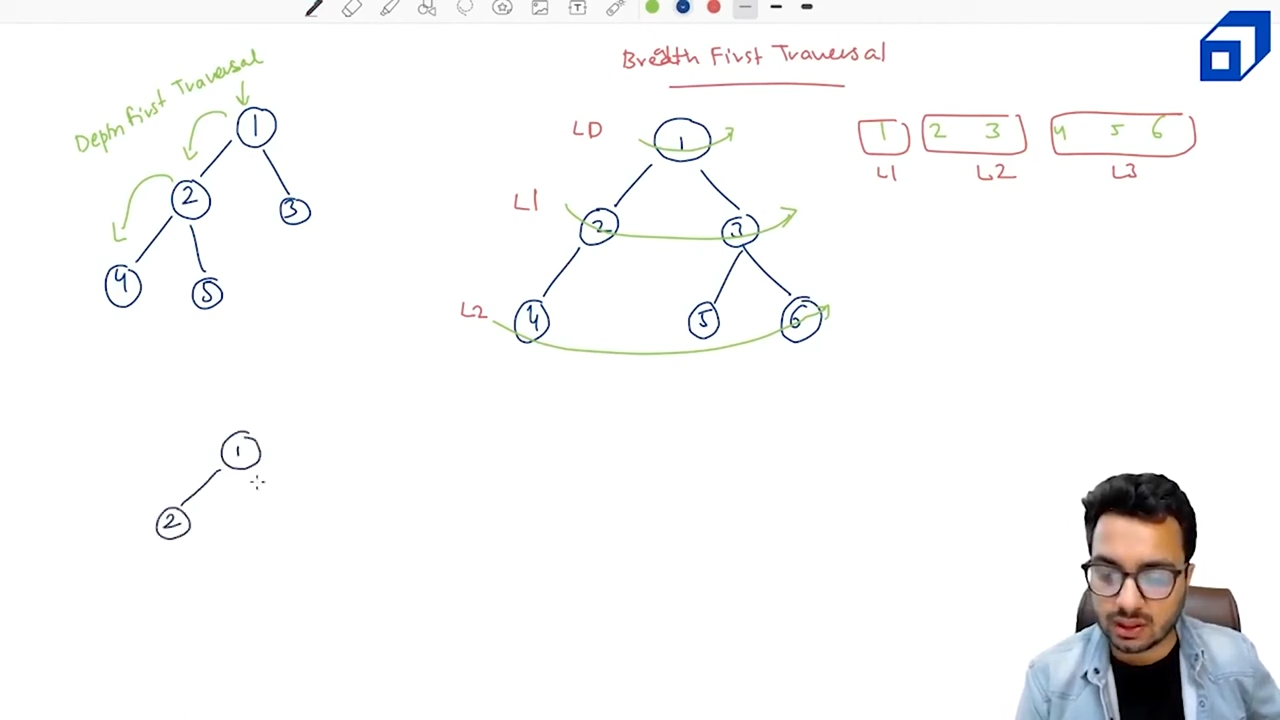 Breadth First Traversal
Depth First Traversal
1
2 3
4 5
L0 1
L1 2 3
L2 4 5 6
1 2 3 4 5 6
L1 L2 L3
1
2